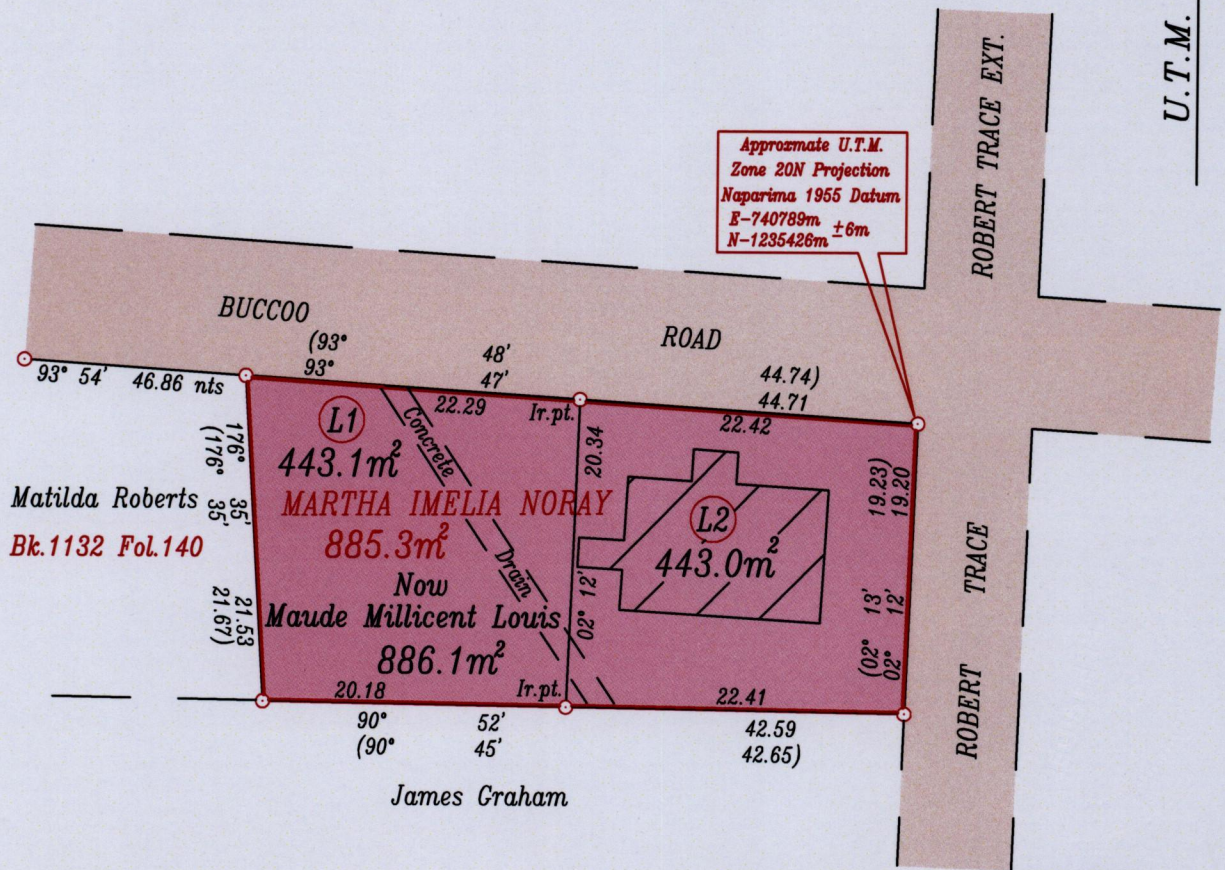 U.T.M.
ROBERT TRACE EXT.
Approxmate U.T.M.
Zone 20N Projection
Naparima 1955 Datum
E-740789m
N-1235426m ±6m
BUCCOO ROAD
(93° 48' 44.74)
93° 47' 44.71
93° 54' 46.86 nts
22.29
Ir.pt.
22.42
L1
443.1m²
Concrete Drain
20.34
02° 12'
L2
443.0m²
19.23)
19.20
(02° 13'
02° 12'
176° 35' 21.53
(176° 35' 21.67)
Matilda Roberts
Bk.1132 Fol.140
MARTHA IMELIA NORAY
885.3m²
Now
Maude Millicent Louis
886.1m²
20.18
Ir.pt.
22.41
90° 52' 42.59
(90° 45' 42.65)
James Graham
ROBERT TRACE